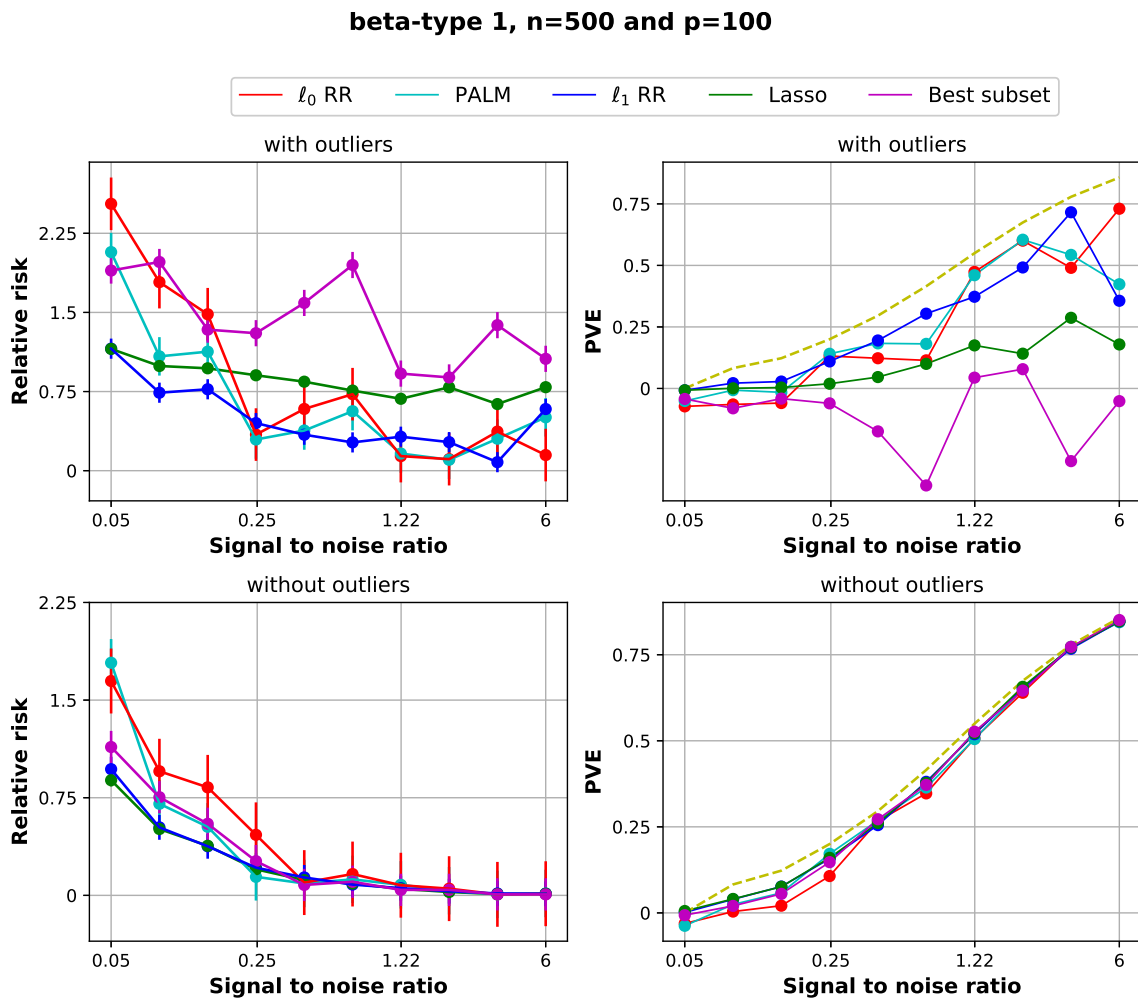 beta-type 1, n=500 and p=100
ℓ₀ RR PALM ℓ₁ RR Lasso Best subset
with outliers
2.25
1.5
0.75
0
Relative risk
0.05 0.25 1.22 6
Signal to noise ratio
with outliers
0.75
0.5
0.25
0
PVE
0.05 0.25 1.22 6
Signal to noise ratio
without outliers
2.25
1.5
0.75
0
Relative risk
0.05 0.25 1.22 6
Signal to noise ratio
without outliers
0.75
0.5
0.25
0
PVE
0.05 0.25 1.22 6
Signal to noise ratio